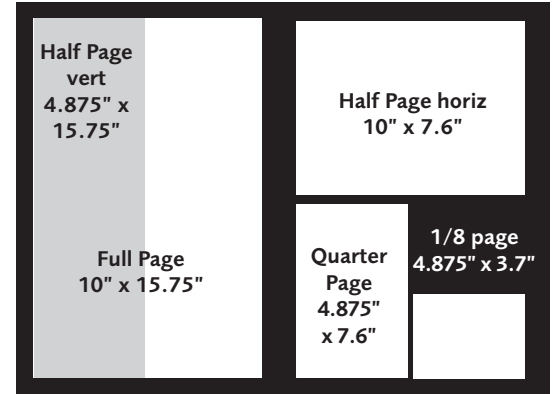 Half Page
vert
4.875" x
15.75"
Full Page
10" x 15.75"
Half Page horiz
10" x 7.6"
Quarter
Page
4.875"
x 7.6"
1/8 page
4.875" x 3.7"